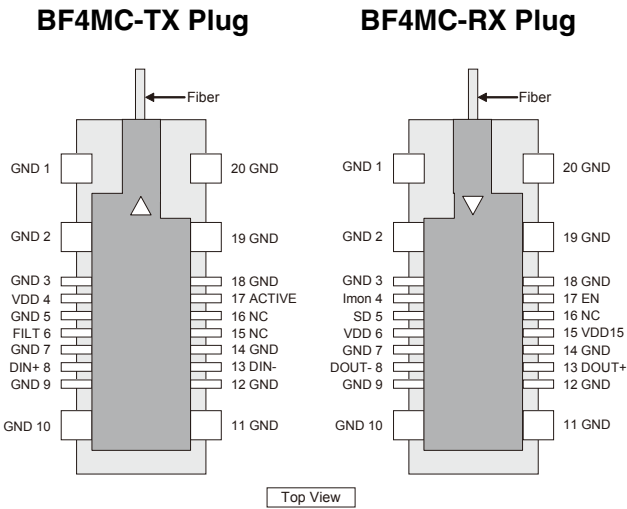 BF4MC-TX Plug
Fiber
GND 1
GND 2
GND 3
VDD 4
GND 5
FILT 6
GND 7
DIN+ 8
GND 9
GND 10
20 GND
19 GND
18 GND
17 ACTIVE
16 NC
15 NC
14 GND
13 DIN-
12 GND
11 GND
BF4MC-RX Plug
Fiber
GND 1
GND 2
GND 3
Imon 4
SD 5
VDD 6
GND 7
DOUT- 8
GND 9
GND 10
20 GND
19 GND
18 GND
17 EN
16 NC
15 VDD15
14 GND
13 DOUT+
12 GND
11 GND
Top View